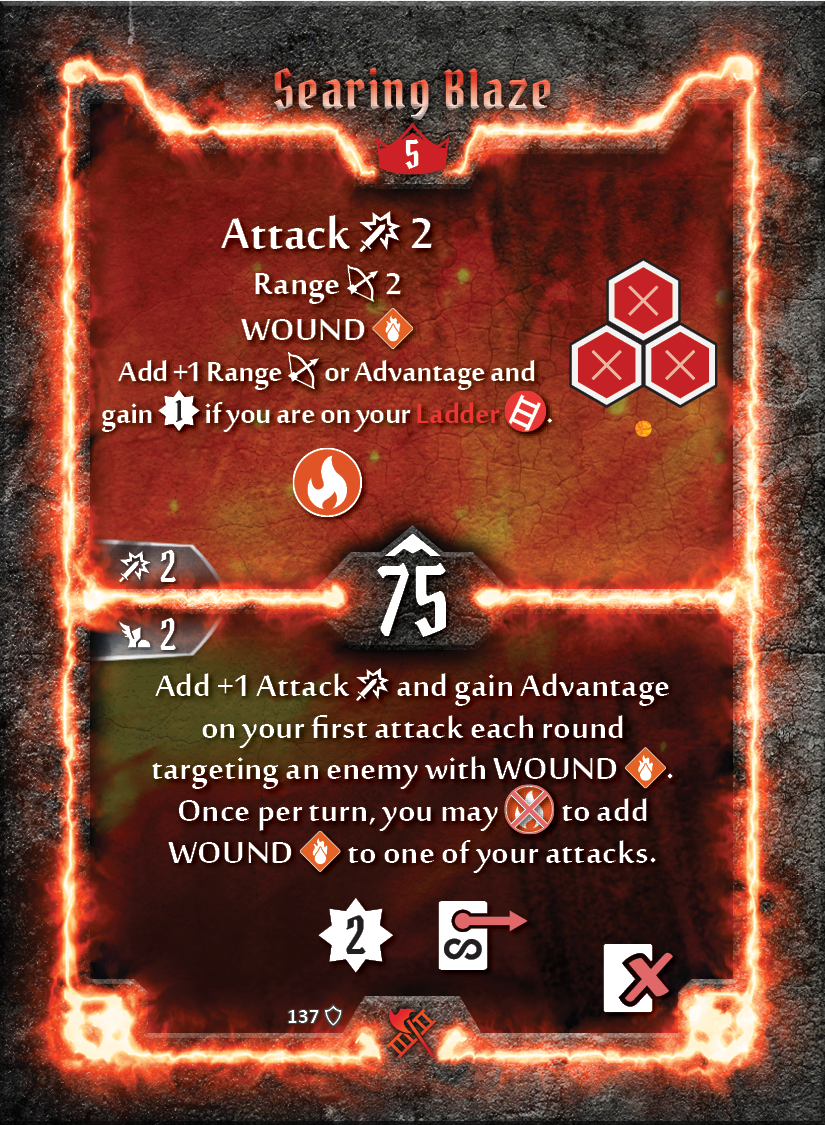 Searing Blaze
5
Attack 2
Range 2
WOUND
Add +1 Range or Advantage and
gain 1 if you are on your Ladder .
2
75
2
Add +1 Attack and gain Advantage
on your first attack each round
targeting an enemy with WOUND .
Once per turn, you may to add
WOUND to one of your attacks.
2
137